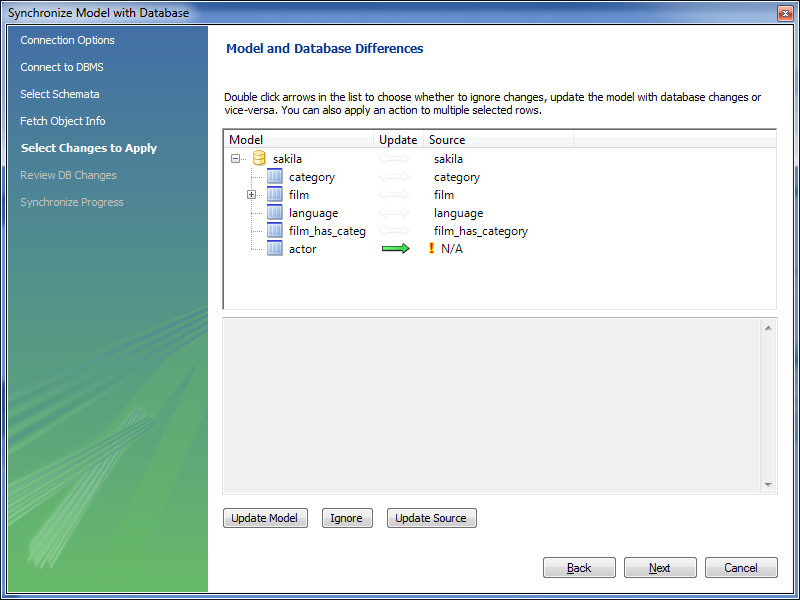 Synchronize Model with Database
Connection Options
Connect to DBMS
Select Schemata
Fetch Object Info
Select Changes to Apply
Review DB Changes
Synchronize Progress
Model and Database Differences
Double click arrows in the list to choose whether to ignore changes, update the model with database changes or
vice-versa. You can also apply an action to multiple selected rows.
Model Update Source
sakila sakila
category category
film film
language language
film_has_categ film_has_category
actor ! N/A
Update Model Ignore Update Source
Back Next Cancel